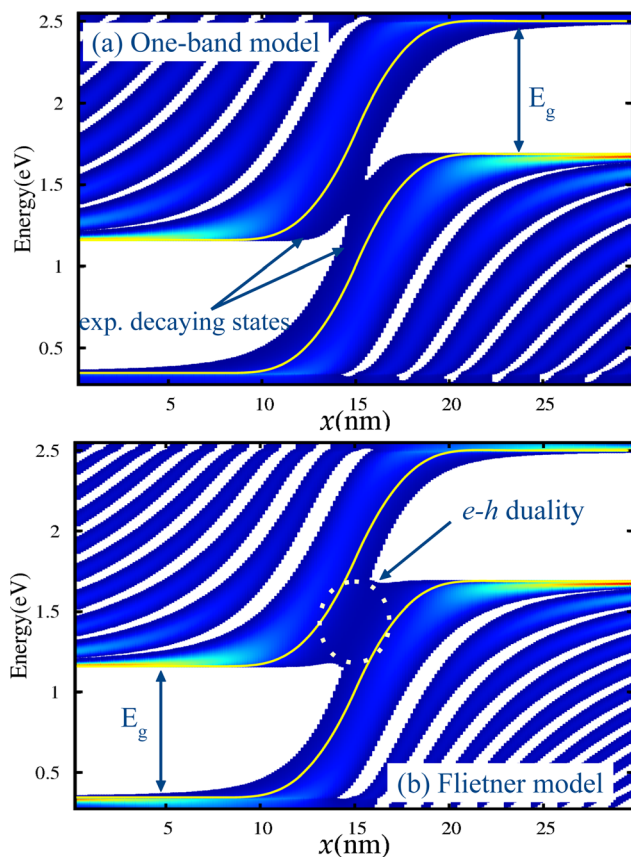 2.5
(a) One-band model
2
E_g
1.5
Energy(eV)
1
exp. decaying states
0.5
5 10 15 20 25
x(nm)
2.5
e-h duality
2
1.5
Energy(eV)
1
E_g
0.5
(b) Flietner model
5 10 15 20 25
x(nm)